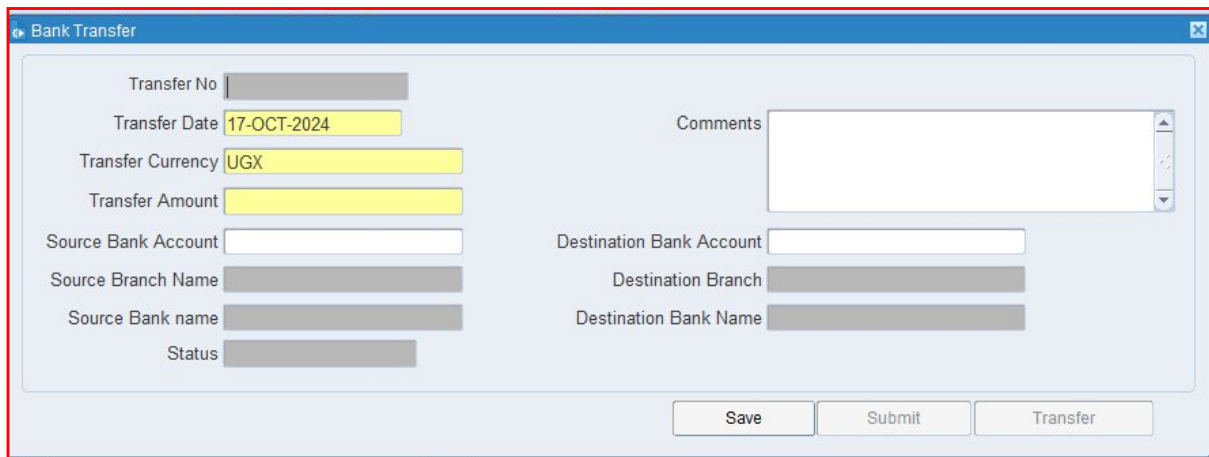 Bank Transfer
Transfer No
Transfer Date 17-OCT-2024 Comments
Transfer Currency UGX
Transfer Amount
Source Bank Account Destination Bank Account
Source Branch Name Destination Branch
Source Bank name Destination Bank Name
Status
Save Submit Transfer